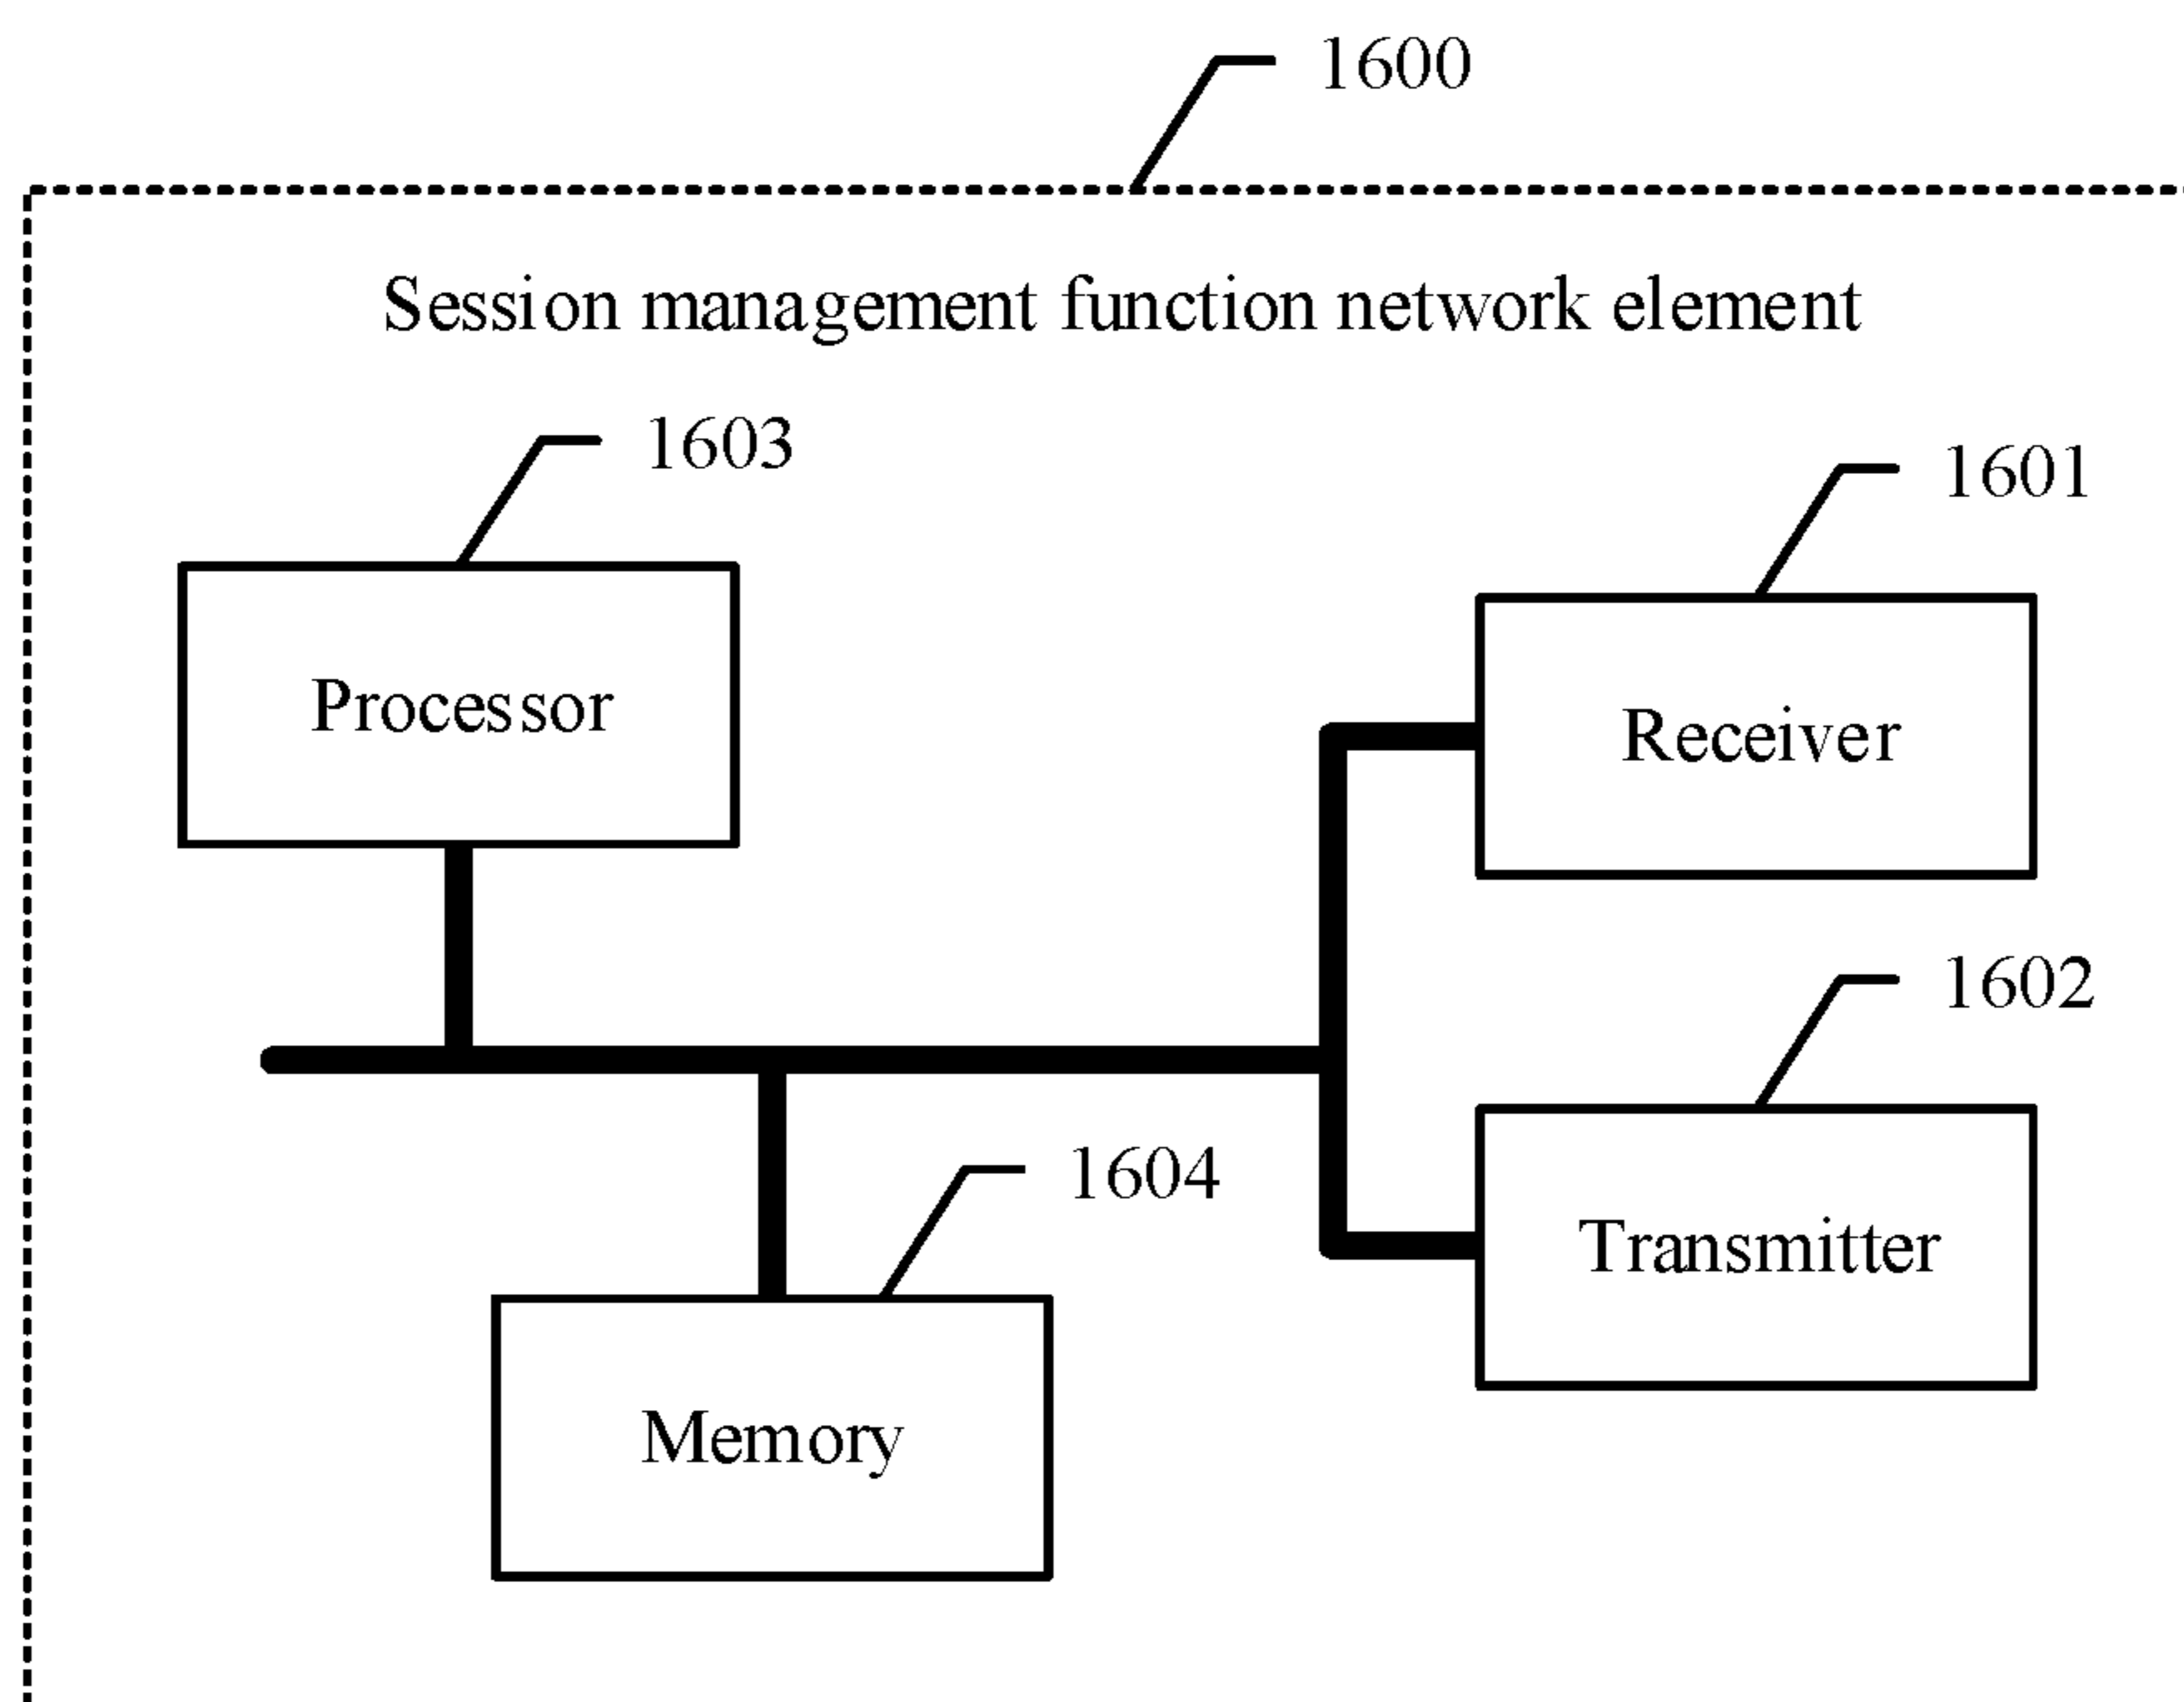 1600
Session management function network element
1603
1601
Processor
Receiver
1602
1604
Transmitter
Memory